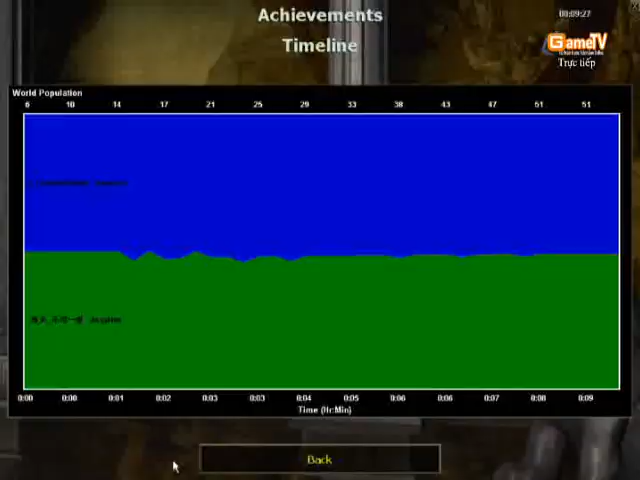 Achievements
00:09:27
Timeline
GameTV
Trực tiếp
World Population
6 10 14 17 21 25 29 33 38 43 47 51 51
0:00 0:00 0:01 0:02 0:03 0:03 0:04 0:05 0:06 0:06 0:07 0:08 0:09
Time (Hr:Min)
Back